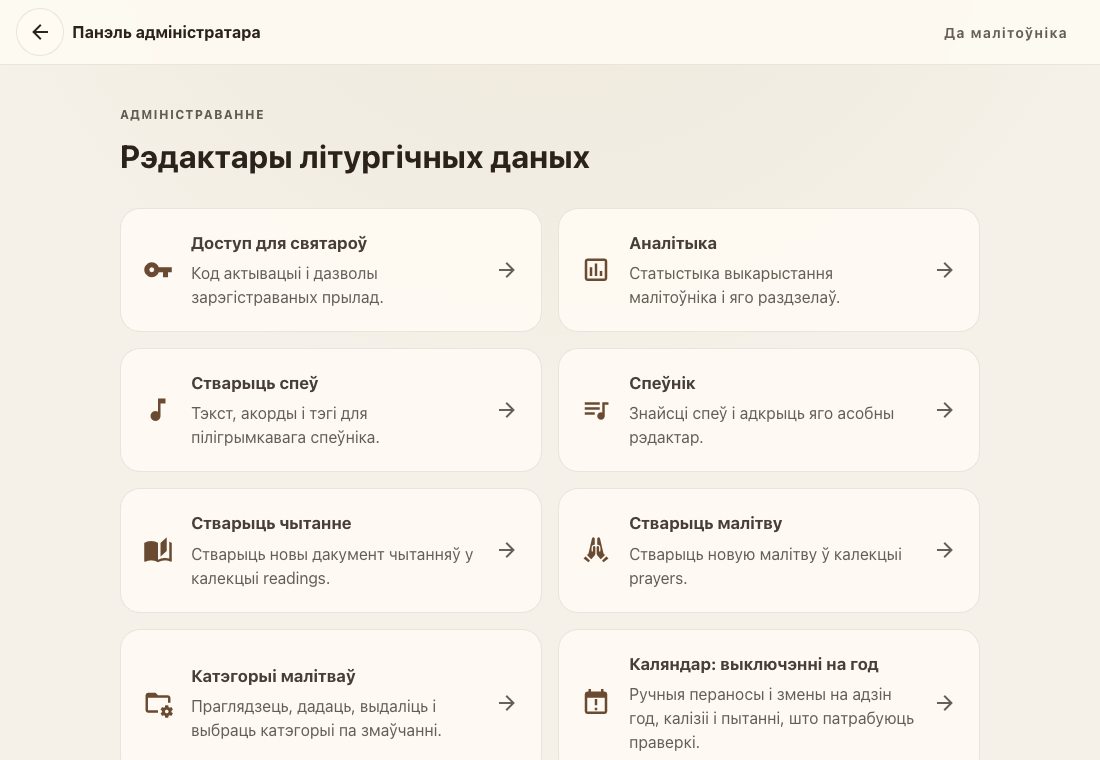 Панэль адміністратара
Да малітоўніка
АДМІНІСТРАВАННЕ
Рэдактары літургічных даных
Доступ для святароў
Код актывацыі і дазволы
зарэгістраваных прылад.
Аналітыка
Статыстыка выкарыстання
малітоўніка і яго раздзелаў.
Стварыць спеў
Тэкст, акорды і тэгі для
пілігрымкавага спеўніка.
Спеўнік
Знайсці спеў і адкрыць яго асобны
рэдактар.
Стварыць чытанне
Стварыць новы дакумент чытанняў у
калекцыі readings.
Стварыць малітву
Стварыць новую малітву ў калекцыі
prayers.
Катэгорыі малітваў
Праглядзець, дадаць, выдаліць і
выбраць катэгорыі па змаўчанні.
Каляндар: выключэнні на год
Ручныя пераносы і змены на адзін
год, калізіі і пытанні, што патрабуюць
праверкі.